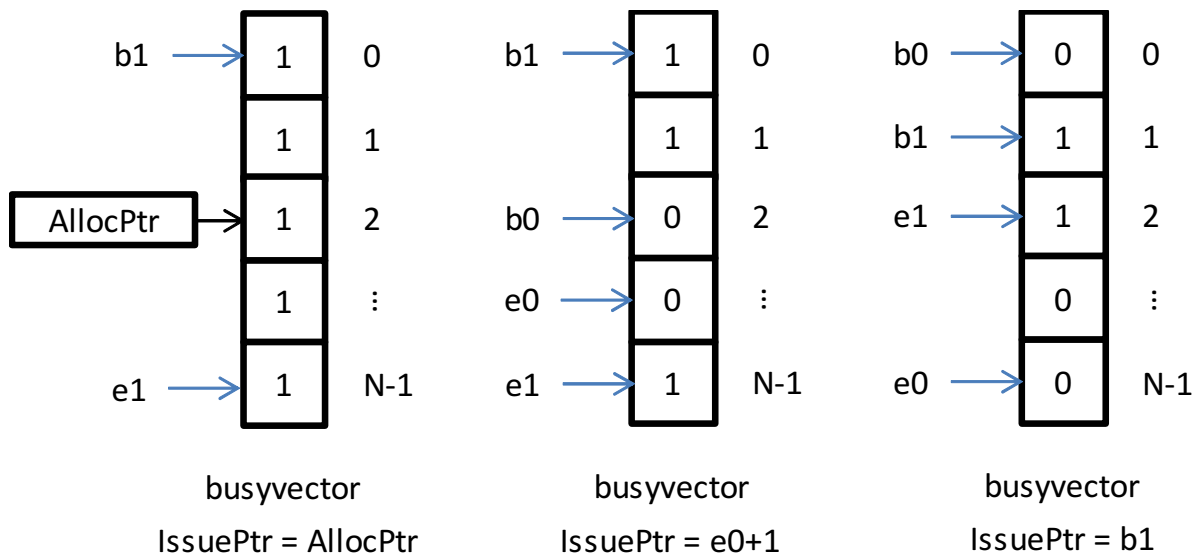 b1 1 0 b1 1 0 b0 0 0
1 1 1 1 b1 1 1
AllocPtr 1 2 b0 0 2 e1 1 2
1 ⋮ e0 0 ⋮ 0 ⋮
e1 1 N-1 e1 1 N-1 e0 0 N-1
busyvector busyvector busyvector
IssuePtr = AllocPtr IssuePtr = e0+1 IssuePtr = b1